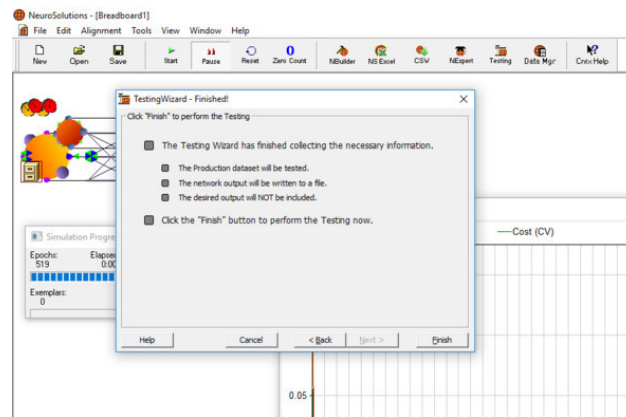 NeuroSolutions - [Breadboard1]
File Edit Alignment Tools View Window Help
New Open Save Start Pause Reset Zero Count NBuilder NS Excel CSV NExpert Testing Data Mgr Cntx Help
TestingWizard - Finished!
Click "Finish" to perform the Testing
The Testing Wizard has finished collecting the necessary information.
The Production dataset will be tested.
The network output will be written to a file.
The desired output will NOT be included.
Click the "Finish" button to perform the Testing now.
Help Cancel < Back Next > Finish
Simulation Progre
Epochs: Elapse
519 0:00
Exemplars:
0
Cost (CV)
0.05